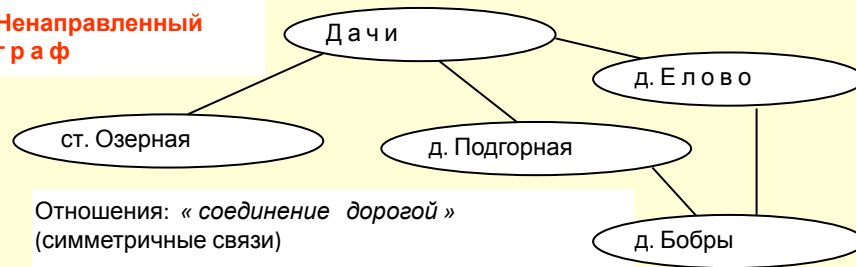 Ненаправленный
г р а ф
Д а ч и
д. Е л о в о
ст. Озерная
д. Подгорная
Отношения: « соединение дорогой »
(симметричные связи)
д. Бобры